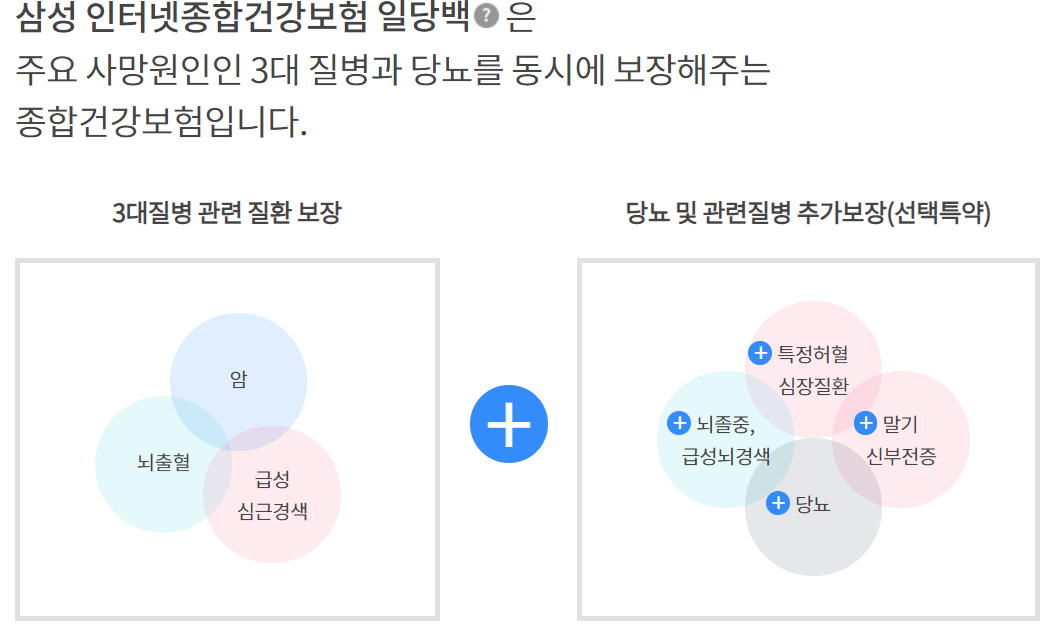 삼성 인터넷종합건강보험 일당백 ? 은
주요 사망원인인 3대 질병과 당뇨를 동시에 보장해주는
종합건강보험입니다.
3대질병 관련 질환 보장
암
뇌출혈
급성
심근경색
+
당뇨 및 관련질병 추가보장(선택특약)
+ 특정허혈
심장질환
+ 뇌졸중,
급성뇌경색
+ 말기
신부전증
+ 당뇨